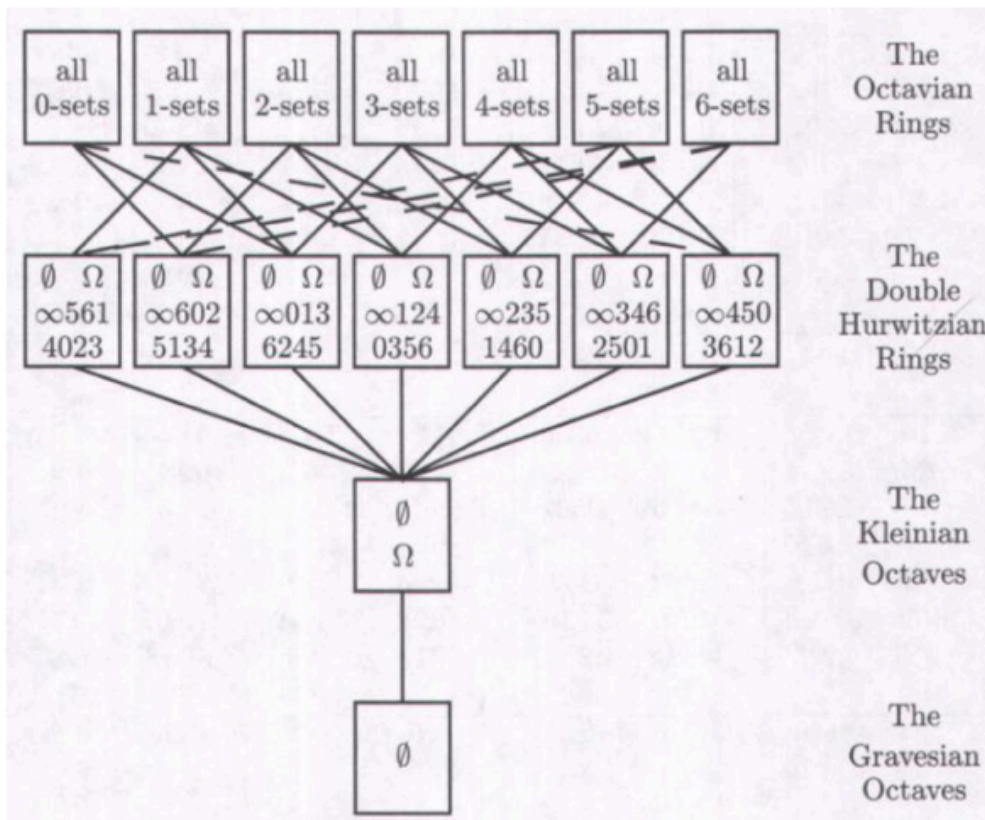 all
0-sets
all
1-sets
all
2-sets
all
3-sets
all
4-sets
all
5-sets
all
6-sets
The
Octavian
Rings
∅ Ω
∞561
4023
∅ Ω
∞602
5134
∅ Ω
∞013
6245
∅ Ω
∞124
0356
∅ Ω
∞235
1460
∅ Ω
∞346
2501
∅ Ω
∞450
3612
The
Double
Hurwitzian
Rings
∅
Ω
The
Kleinian
Octaves
∅
The
Gravesian
Octaves